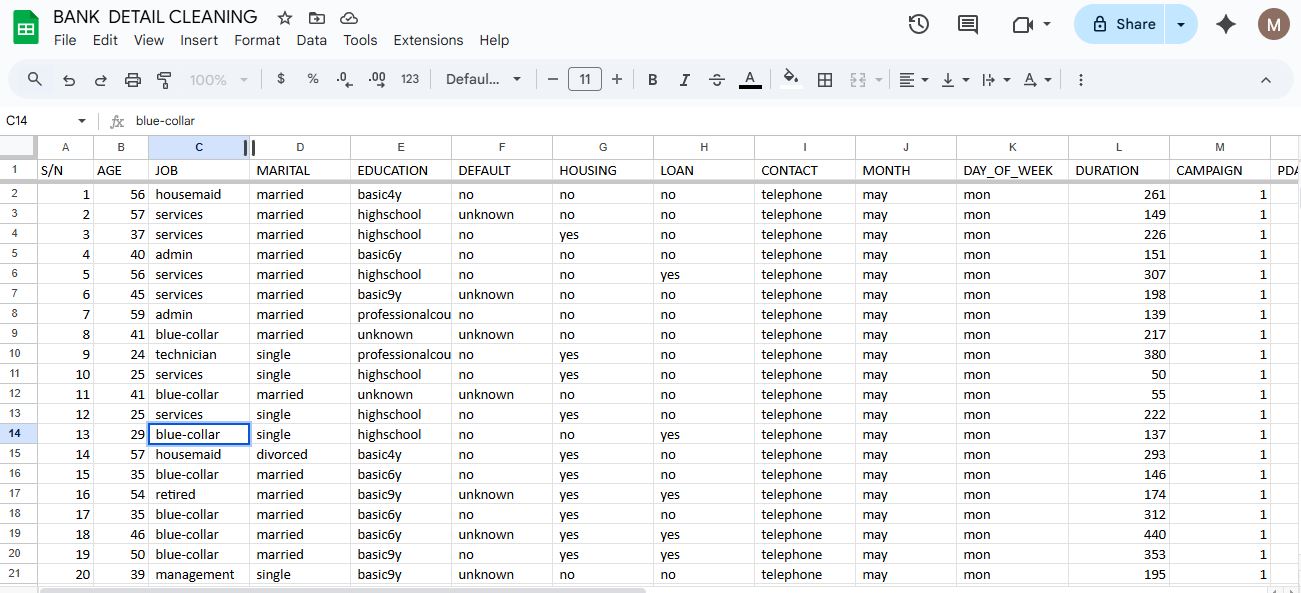 BANK DETAIL CLEANING
File Edit View Insert Format Data Tools Extensions Help
Share
M
100% $ % .0 .00 123 Defaul... 11 B I A
C14 fx blue-collar
A B C D E F G H I J K L M
1 S/N AGE JOB MARITAL EDUCATION DEFAULT HOUSING LOAN CONTACT MONTH DAY_OF_WEEK DURATION CAMPAIGN PDA
2 1 56 housemaid married basic4y no no no telephone may mon 261 1
3 2 57 services married highschool unknown no no telephone may mon 149 1
4 3 37 services married highschool no yes no telephone may mon 226 1
5 4 40 admin married basic6y no no no telephone may mon 151 1
6 5 56 services married highschool no no yes telephone may mon 307 1
7 6 45 services married basic9y unknown no no telephone may mon 198 1
8 7 59 admin married professionalcou no no no telephone may mon 139 1
9 8 41 blue-collar married unknown unknown no no telephone may mon 217 1
10 9 24 technician single professionalcou no yes no telephone may mon 380 1
11 10 25 services single highschool no yes no telephone may mon 50 1
12 11 41 blue-collar married unknown unknown no no telephone may mon 55 1
13 12 25 services single highschool no yes no telephone may mon 222 1
14 13 29 blue-collar single highschool no no yes telephone may mon 137 1
15 14 57 housemaid divorced basic4y no yes no telephone may mon 293 1
16 15 35 blue-collar married basic6y no yes no telephone may mon 146 1
17 16 54 retired married basic9y unknown yes yes telephone may mon 174 1
18 17 35 blue-collar married basic6y no yes no telephone may mon 312 1
19 18 46 blue-collar married basic6y unknown yes yes telephone may mon 440 1
20 19 50 blue-collar married basic9y no yes yes telephone may mon 353 1
21 20 39 management single basic9y unknown no no telephone may mon 195 1